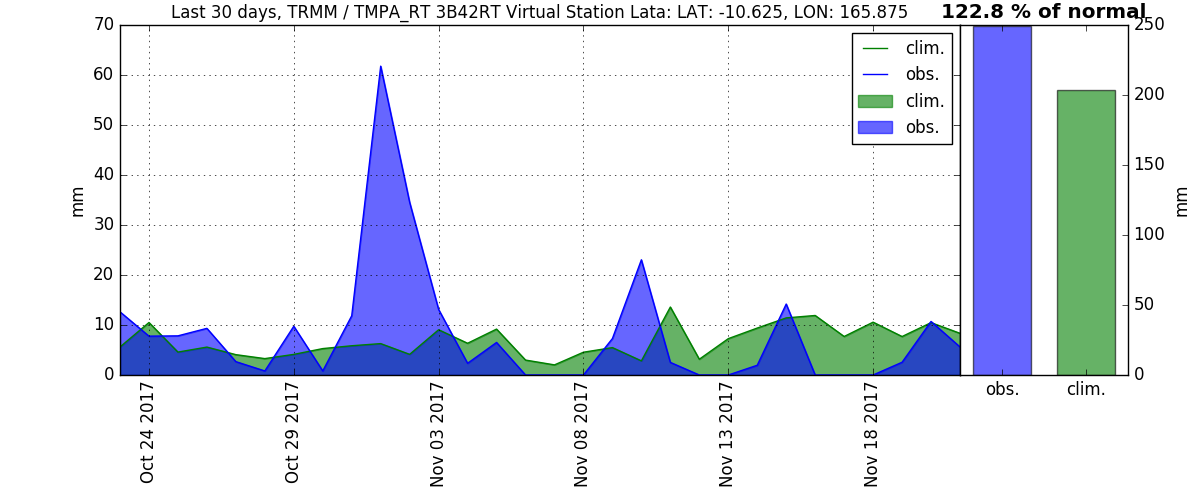 Last 30 days, TRMM / TMPA_RT 3B42RT Virtual Station Lata: LAT: -10.625, LON: 165.875
122.8 % of normal
70
60
50
40
30
20
10
0
mm
clim.
obs.
clim.
obs.
Oct 24 2017
Oct 29 2017
Nov 03 2017
Nov 08 2017
Nov 13 2017
Nov 18 2017
250
200
150
100
50
0
mm
obs.
clim.